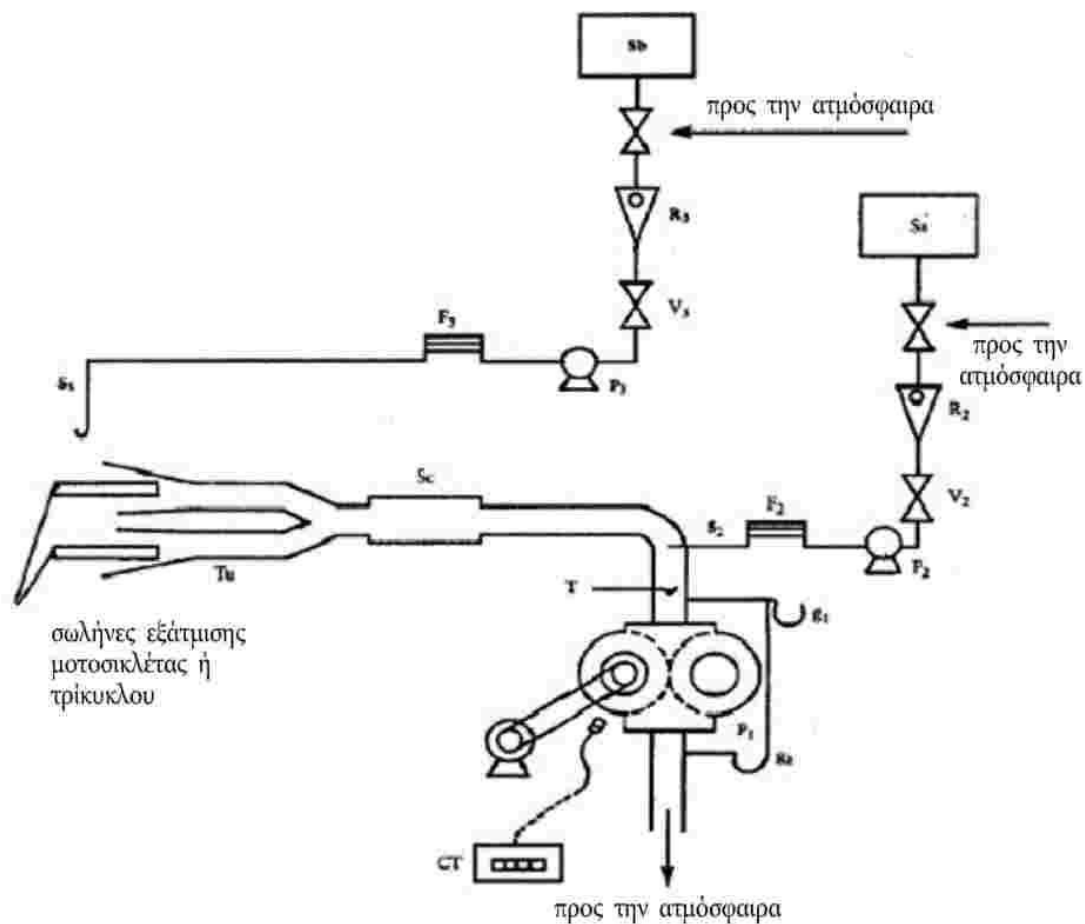 Sb
προς την ατμόσφαιρα
R3
Sa
V3
F3
προς την
ατμόσφαιρα
P3
R2
Sc
V2
F2
S2
P2
Tu
T
g1
σωλήνες εξάτμισης
μοτοσικλέτας ή
τρίκυκλου
P1
g2
CT
προς την ατμόσφαιρα